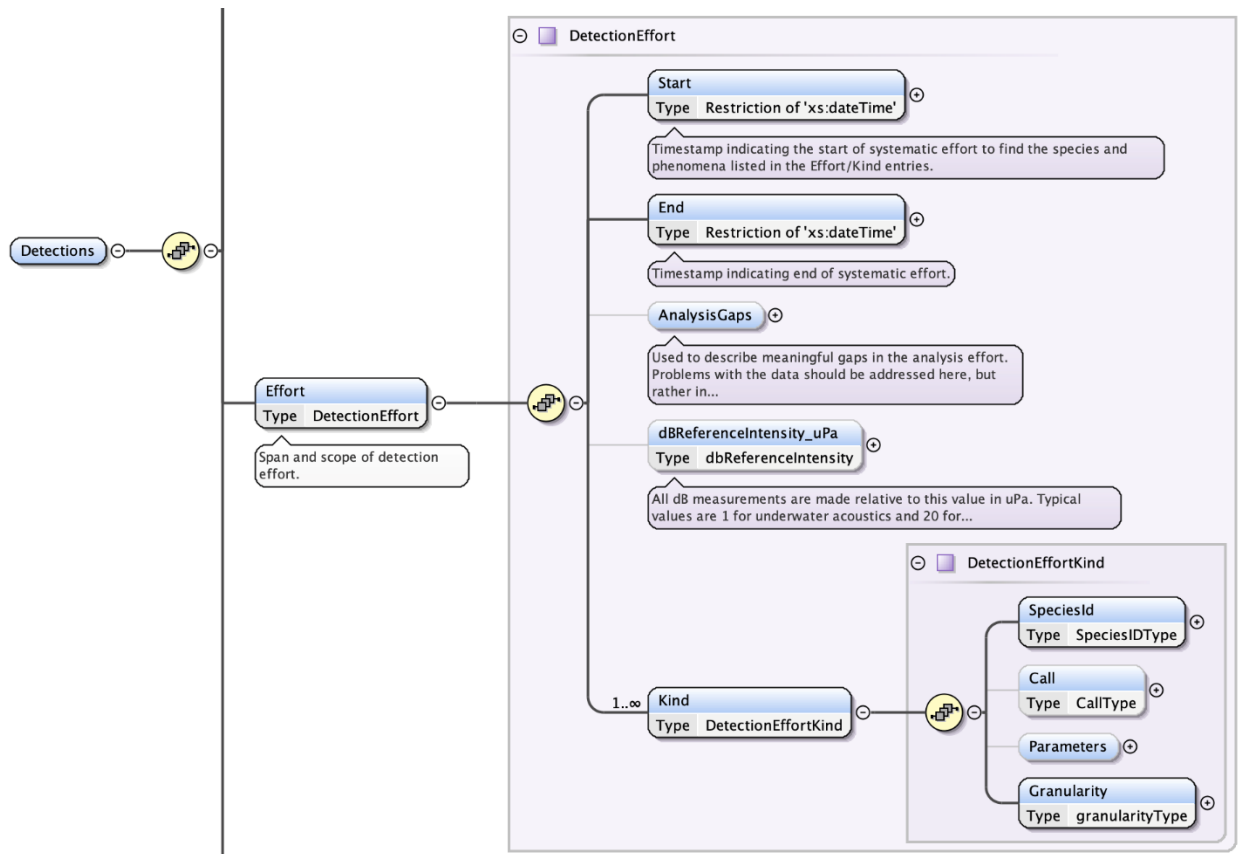 DetectionEffort
Start
Type Restriction of 'xs:dateTime'
Timestamp indicating the start of systematic effort to find the species and
phenomena listed in the Effort/Kind entries.
End
Type Restriction of 'xs:dateTime'
Timestamp indicating end of systematic effort.
Detections
AnalysisGaps
Used to describe meaningful gaps in the analysis effort.
Problems with the data should be addressed here, but
rather in...
Effort
Type DetectionEffort
Span and scope of detection
effort.
dBReferenceIntensity_uPa
Type dbReferenceIntensity
All dB measurements are made relative to this value in uPa. Typical
values are 1 for underwater acoustics and 20 for...
1..∞
Kind
Type DetectionEffortKind
DetectionEffortKind
SpeciesId
Type SpeciesIDType
Call
Type CallType
Parameters
Granularity
Type granularityType